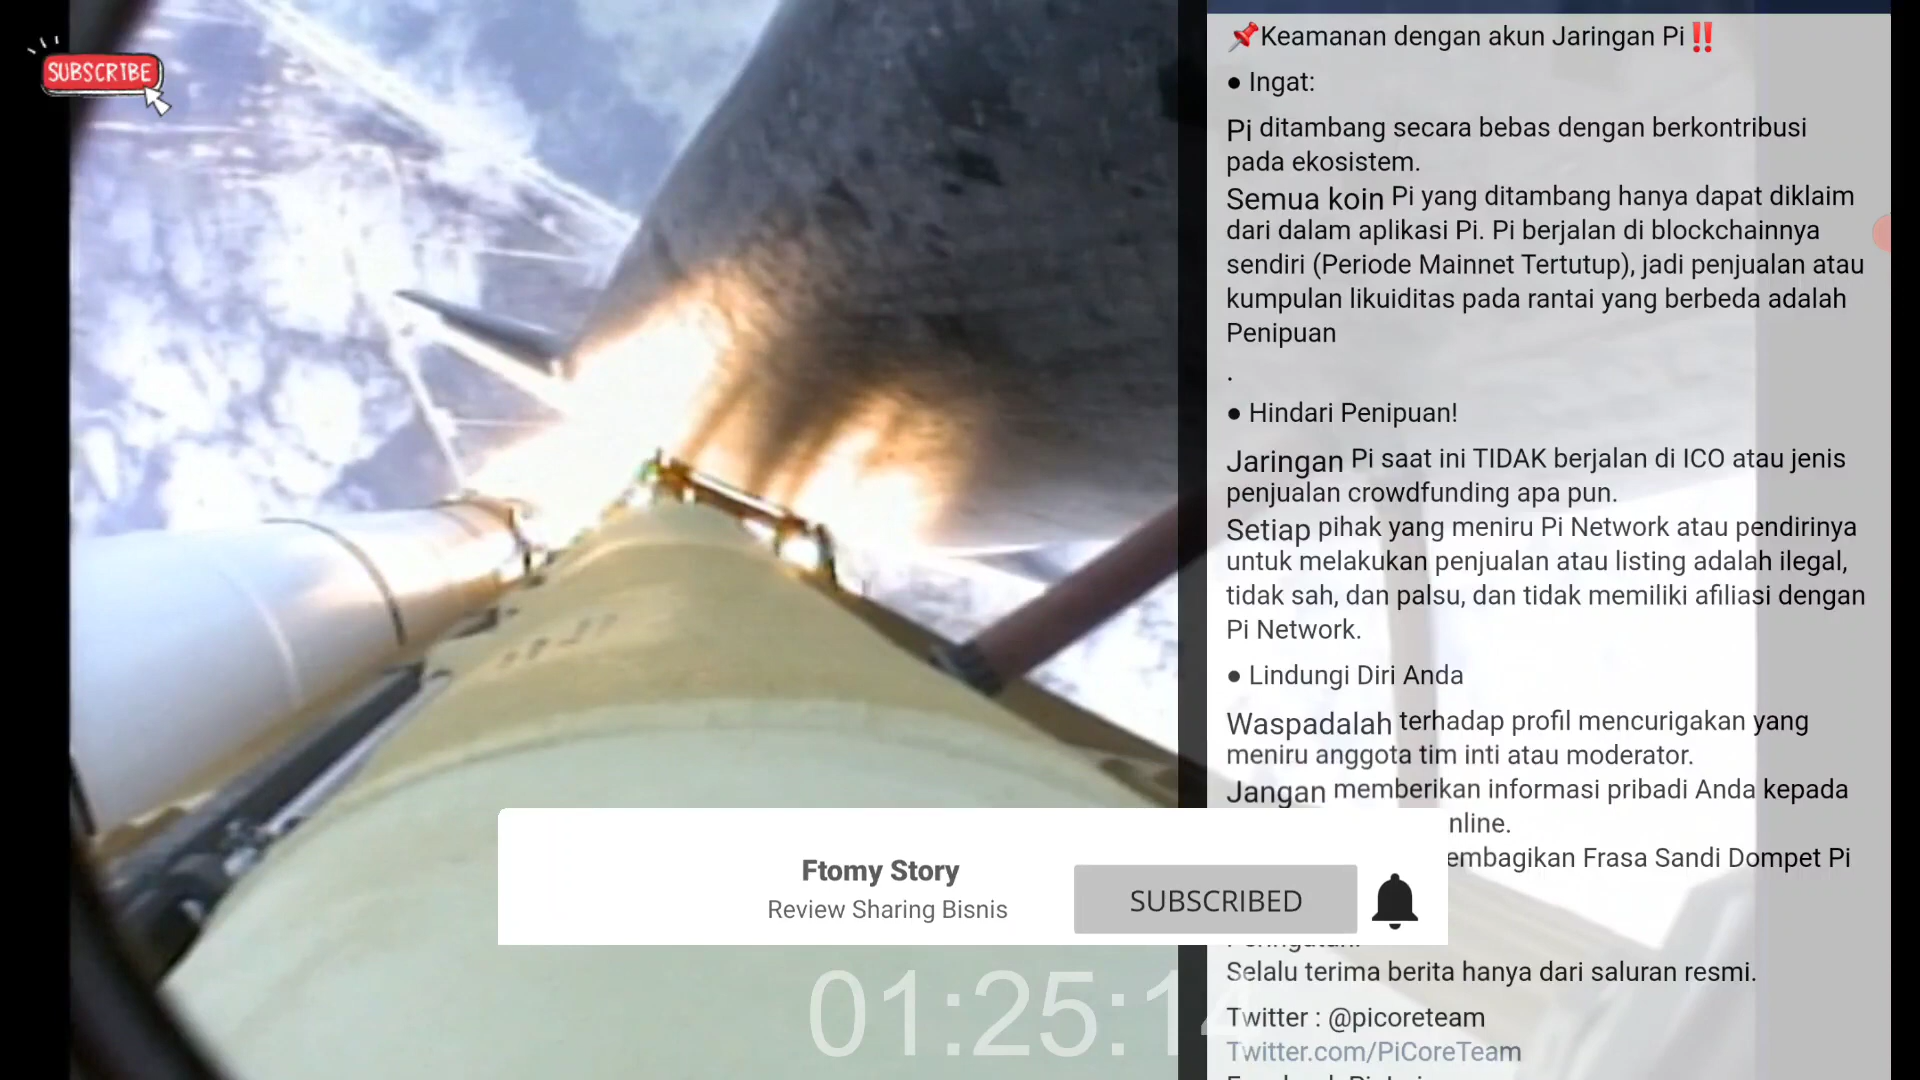 SUBSCRIBE
📌Keamanan dengan akun Jaringan Pi‼️
● Ingat:
Pi ditambang secara bebas dengan berkontribusi
pada ekosistem.
Semua koin Pi yang ditambang hanya dapat diklaim
dari dalam aplikasi Pi. Pi berjalan di blockchainnya
sendiri (Periode Mainnet Tertutup), jadi penjualan atau
kumpulan likuiditas pada rantai yang berbeda adalah
Penipuan
.
● Hindari Penipuan!
Jaringan Pi saat ini TIDAK berjalan di ICO atau jenis
penjualan crowdfunding apa pun.
Setiap pihak yang meniru Pi Network atau pendirinya
untuk melakukan penjualan atau listing adalah ilegal,
tidak sah, dan palsu, dan tidak memiliki afiliasi dengan
Pi Network.
● Lindungi Diri Anda
Waspadalah terhadap profil mencurigakan yang
meniru anggota tim inti atau moderator.
Jangan memberikan informasi pribadi Anda kepada
nline.
embagikan Frasa Sandi Dompet Pi
Selalu terima berita hanya dari saluran resmi.
Twitter : @picoreteam
Twitter.com/PiCoreTeam
Ftomy Story
Review Sharing Bisnis
SUBSCRIBED
01:25:14